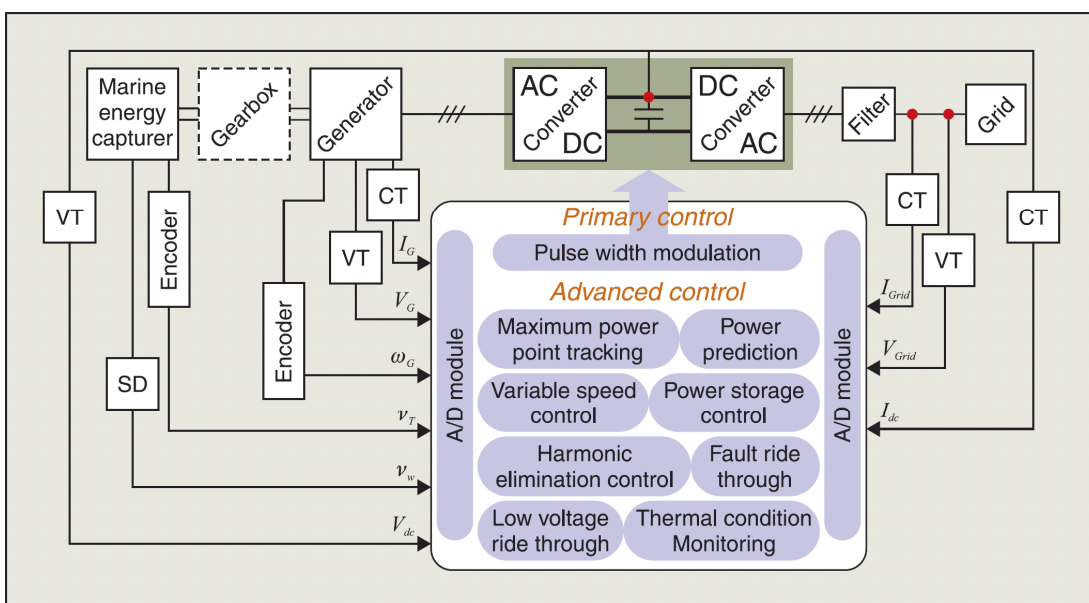 Marine
energy
capturer
Gearbox
Generator
AC
Converter
DC
DC
Converter
AC
Filter
Grid
VT
Encoder
SD
Encoder
VT
CT
CT
VT
CT
I_G
V_G
ω_G
ν_T
ν_w
V_dc
A/D module
Primary control
Pulse width modulation
Advanced control
Maximum power
point tracking
Power
prediction
Variable speed
control
Power storage
control
Harmonic
elimination control
Fault ride
through
Low voltage
ride through
Thermal condition
Monitoring
A/D module
I_Grid
V_Grid
I_dc